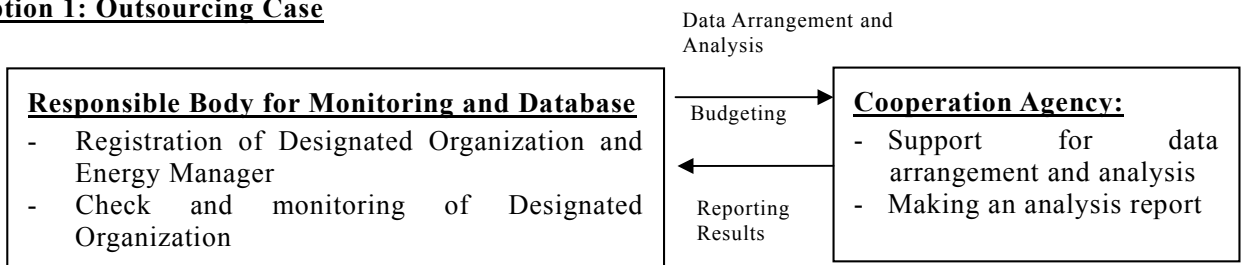 ption 1: Outsourcing Case
Data Arrangement and
Analysis
Responsible Body for Monitoring and Database
- Registration of Designated Organization and
Energy Manager
- Check and monitoring of Designated
Organization
Budgeting
Reporting
Results
Cooperation Agency:
- Support for data
arrangement and analysis
- Making an analysis report